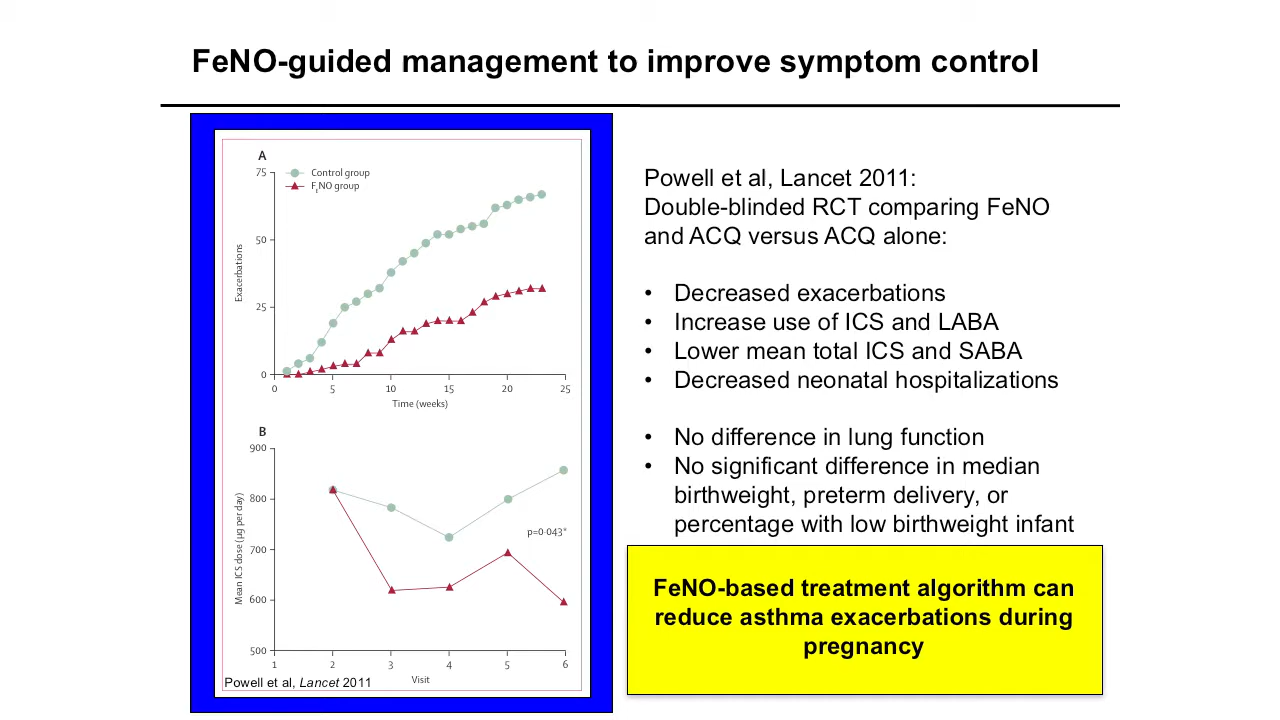 FeNO-guided management to improve symptom control
A
Control group
FENO group
75
50
25
0
Exacerbations
0 5 10 15 20 25
Time (weeks)
B
900
800
700
600
500
Mean ICS dose (µg per day)
p=0·043*
1 2 3 4 5 6
Visit
Powell et al, Lancet 2011
Powell et al, Lancet 2011:
Double-blinded RCT comparing FeNO
and ACQ versus ACQ alone:
• Decreased exacerbations
• Increase use of ICS and LABA
• Lower mean total ICS and SABA
• Decreased neonatal hospitalizations
• No difference in lung function
• No significant difference in median
birthweight, preterm delivery, or
percentage with low birthweight infant
FeNO-based treatment algorithm can
reduce asthma exacerbations during
pregnancy